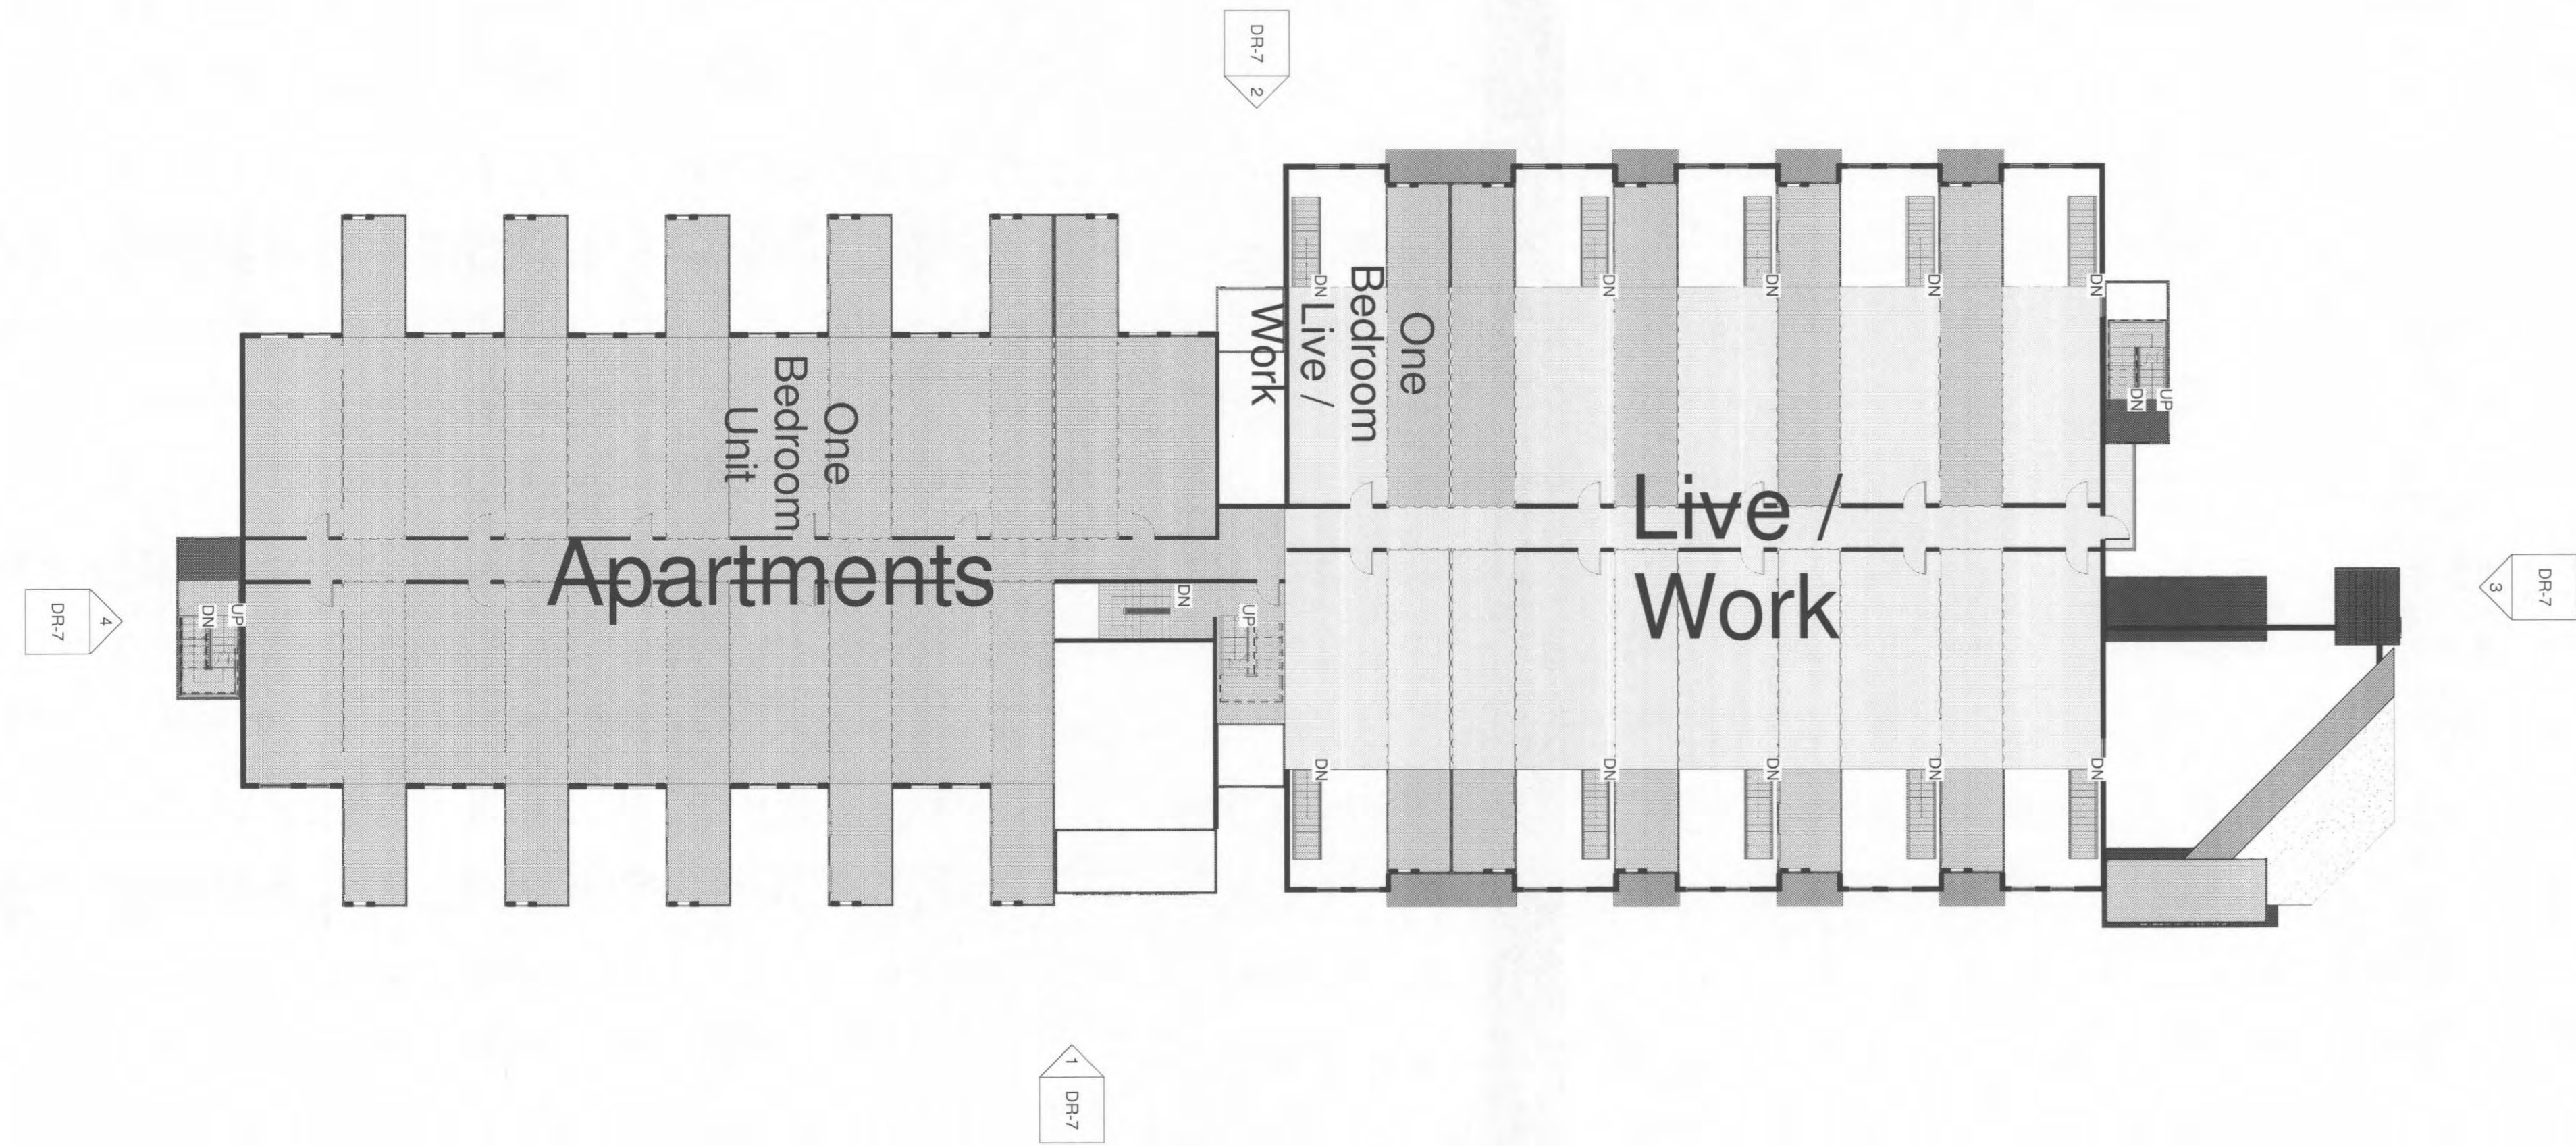 DR-7
2
DN
DN
DN
DN
DN
One
Bedroom
Live /
Work
One
Bedroom
Unit
UP
DN
Live /
Work
Apartments
DR-7
4
UP
DN
DN
UP
3
DR-7
DN
DN
DN
DN
DN
1
DR-7